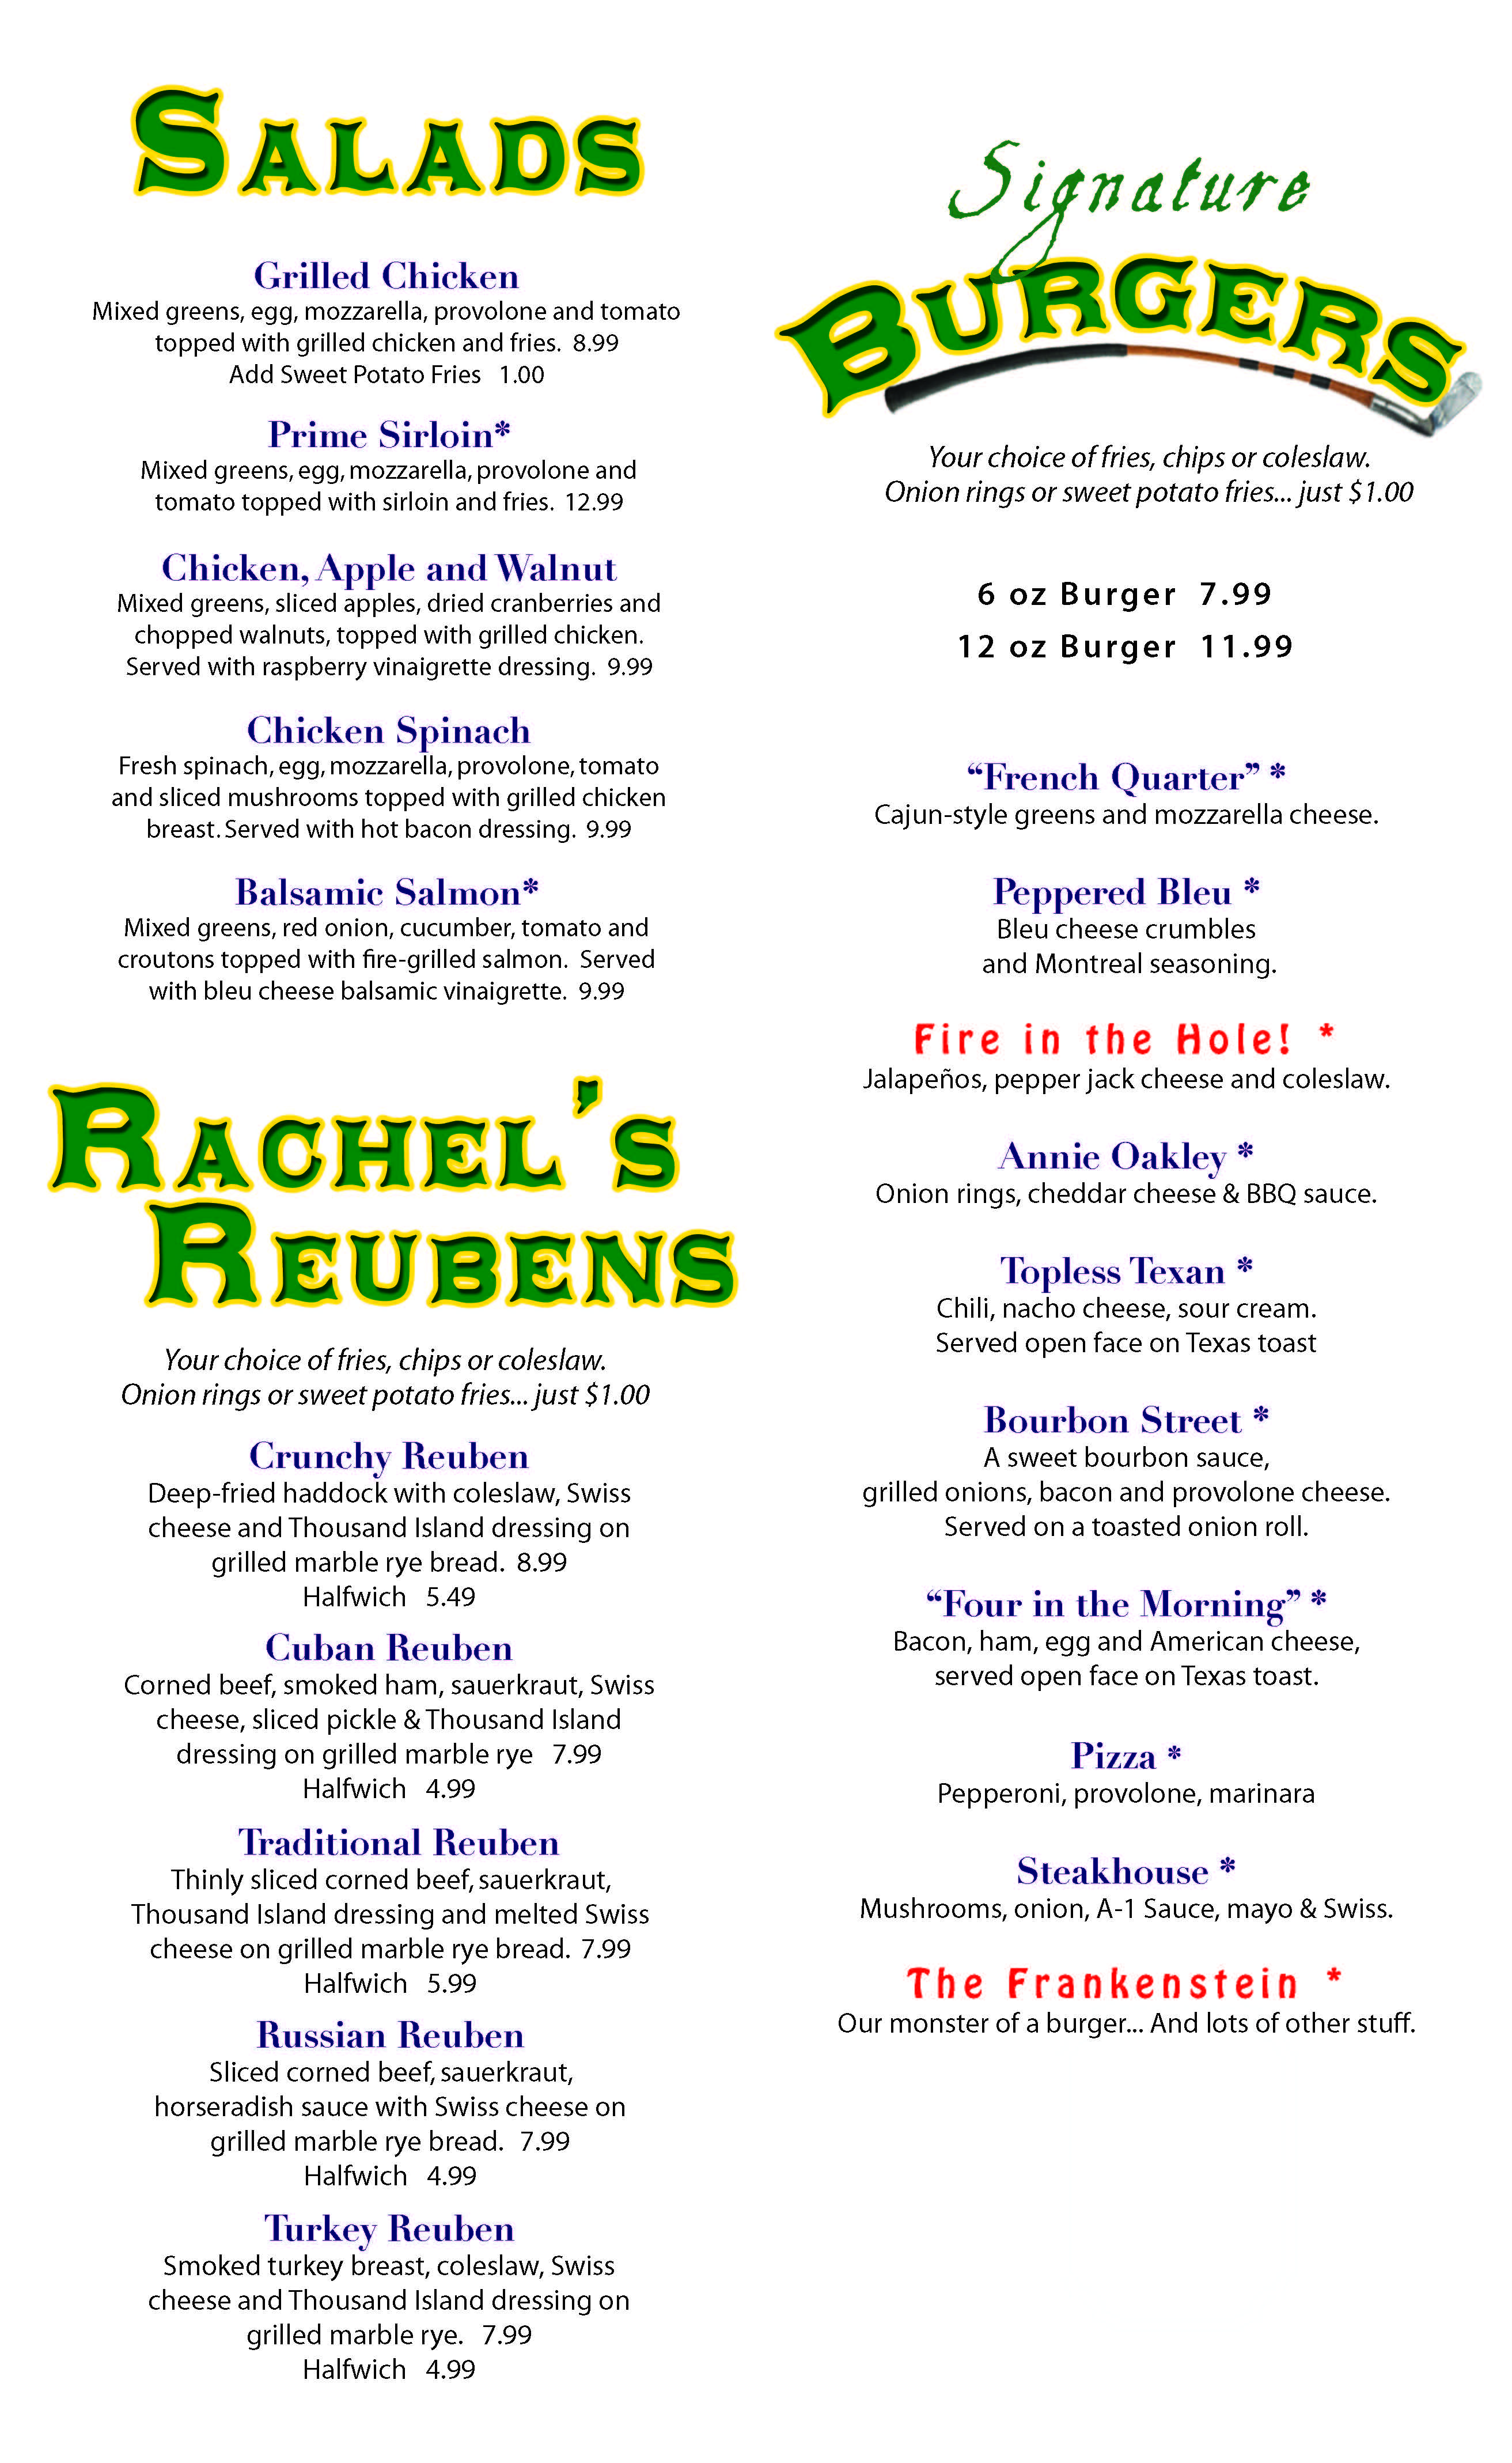 Salads
Grilled Chicken
Mixed greens, egg, mozzarella, provolone and tomato
topped with grilled chicken and fries.  8.99
Add Sweet Potato Fries   1.00
Prime Sirloin*
Mixed greens, egg, mozzarella, provolone and
tomato topped with sirloin and fries.  12.99
Chicken, Apple and Walnut
Mixed greens, sliced apples, dried cranberries and
chopped walnuts, topped with grilled chicken.
Served with raspberry vinaigrette dressing.  9.99
Chicken Spinach
Fresh spinach, egg, mozzarella, provolone, tomato
and sliced mushrooms topped with grilled chicken
breast. Served with hot bacon dressing.  9.99
Balsamic Salmon*
Mixed greens, red onion, cucumber, tomato and
croutons topped with fire-grilled salmon.  Served
with bleu cheese balsamic vinaigrette.  9.99
Rachel's
Reubens
Your choice of fries, chips or coleslaw.
Onion rings or sweet potato fries... just $1.00
Crunchy Reuben
Deep-fried haddock with coleslaw, Swiss
cheese and Thousand Island dressing on
grilled marble rye bread.  8.99
Halfwich   5.49
Cuban Reuben
Corned beef, smoked ham, sauerkraut, Swiss
cheese, sliced pickle & Thousand Island
dressing on grilled marble rye   7.99
Halfwich   4.99
Traditional Reuben
Thinly sliced corned beef, sauerkraut,
Thousand Island dressing and melted Swiss
cheese on grilled marble rye bread.  7.99
Halfwich   5.99
Russian Reuben
Sliced corned beef, sauerkraut,
horseradish sauce with Swiss cheese on
grilled marble rye bread.   7.99
Halfwich   4.99
Turkey Reuben
Smoked turkey breast, coleslaw, Swiss
cheese and Thousand Island dressing on
grilled marble rye.   7.99
Halfwich   4.99
Signature
Burgers
Your choice of fries, chips or coleslaw.
Onion rings or sweet potato fries... just $1.00
6 oz Burger  7.99
12 oz Burger  11.99
“French Quarter” *
Cajun-style greens and mozzarella cheese.
Peppered Bleu *
Bleu cheese crumbles
and Montreal seasoning.
Fire in the Hole! *
Jalapeños, pepper jack cheese and coleslaw.
Annie Oakley *
Onion rings, cheddar cheese & BBQ sauce.
Topless Texan *
Chili, nacho cheese, sour cream.
Served open face on Texas toast
Bourbon Street *
A sweet bourbon sauce,
grilled onions, bacon and provolone cheese.
Served on a toasted onion roll.
“Four in the Morning” *
Bacon, ham, egg and American cheese,
served open face on Texas toast.
Pizza *
Pepperoni, provolone, marinara
Steakhouse *
Mushrooms, onion, A-1 Sauce, mayo & Swiss.
The Frankenstein *
Our monster of a burger... And lots of other stuff.